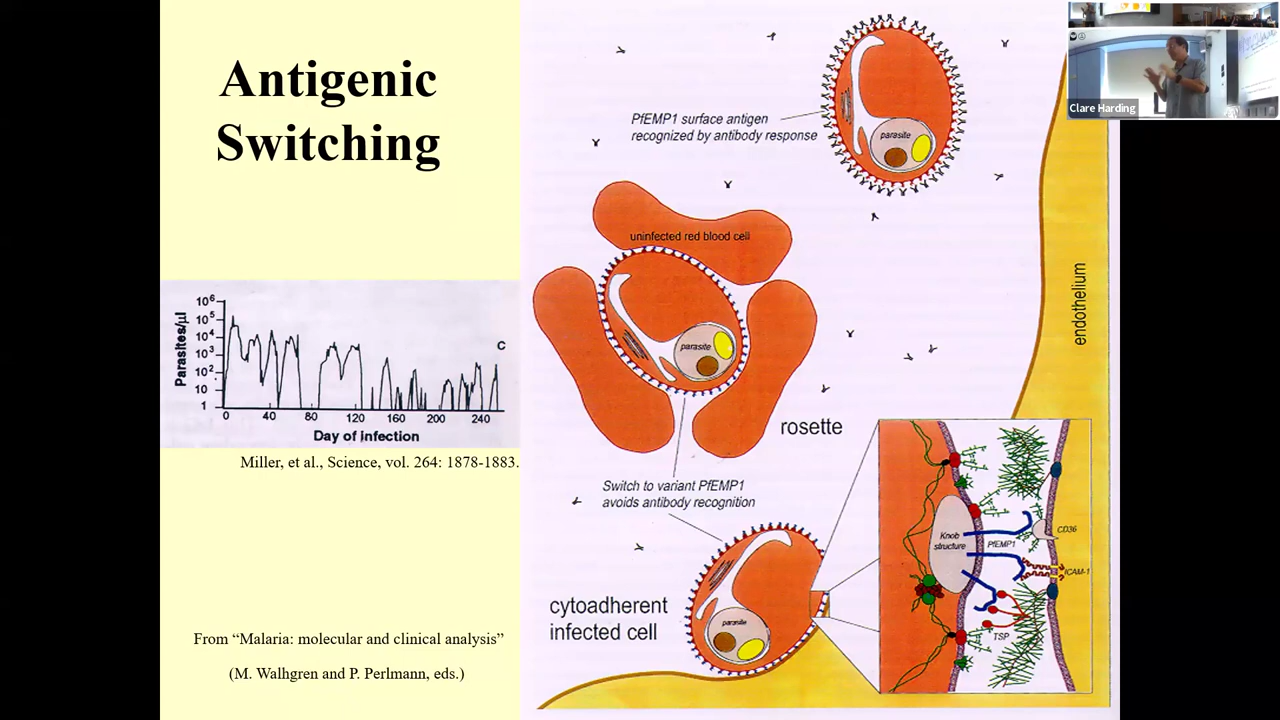 Antigenic
Switching
10⁶
10⁵
10⁴
10³
10²
10
1
Parasites/µl
C
0 40 80 120 160 200 240
Day of infection
Miller, et al., Science, vol. 264: 1878-1883.
From “Malaria: molecular and clinical analysis”
(M. Walhgren and P. Perlmann, eds.)
PfEMP1 surface antigen
recognized by antibody response
parasite
uninfected red blood cell
parasite
rosette
endothelium
Switch to variant PfEMP1
avoids antibody recognition
cytoadherent
infected cell
parasite
Knob
structure
PfEMP1
CD36
ICAM-1
TSP
Clare Harding